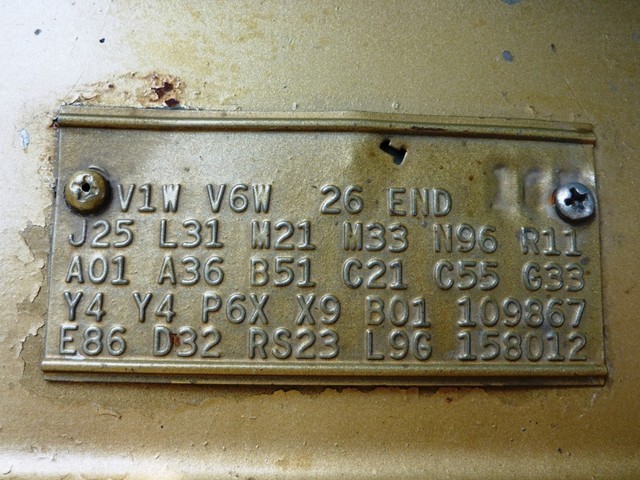 V1W V6W 26 END
J25 L31 M21 M33 N96 R11
A01 A36 B51 C21 C55 G33
Y4 Y4 P6X X9 B01 109867
E86 D32 RS23 L9G 158012